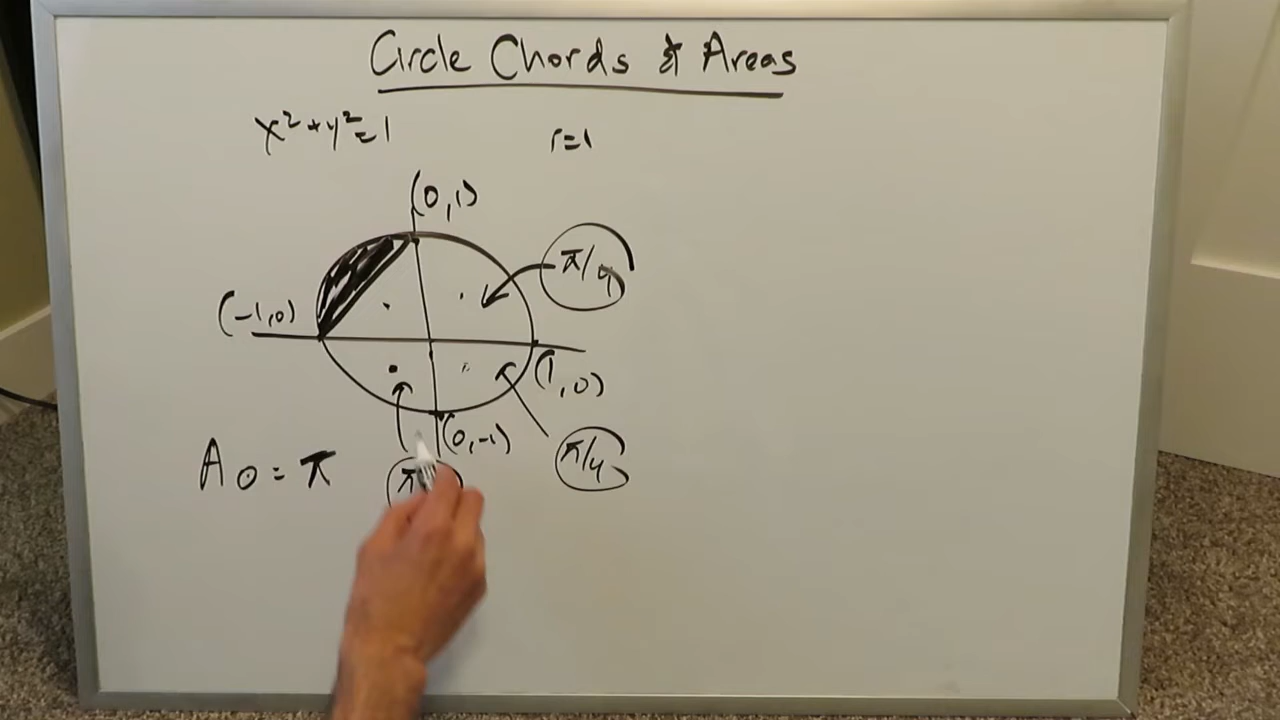 Circle Chords & Areas
x²+y²=1
r=1
(0,1)
π/4
(-1,0)
(1,0)
(0,-1)
A⊙=π
π
π/4